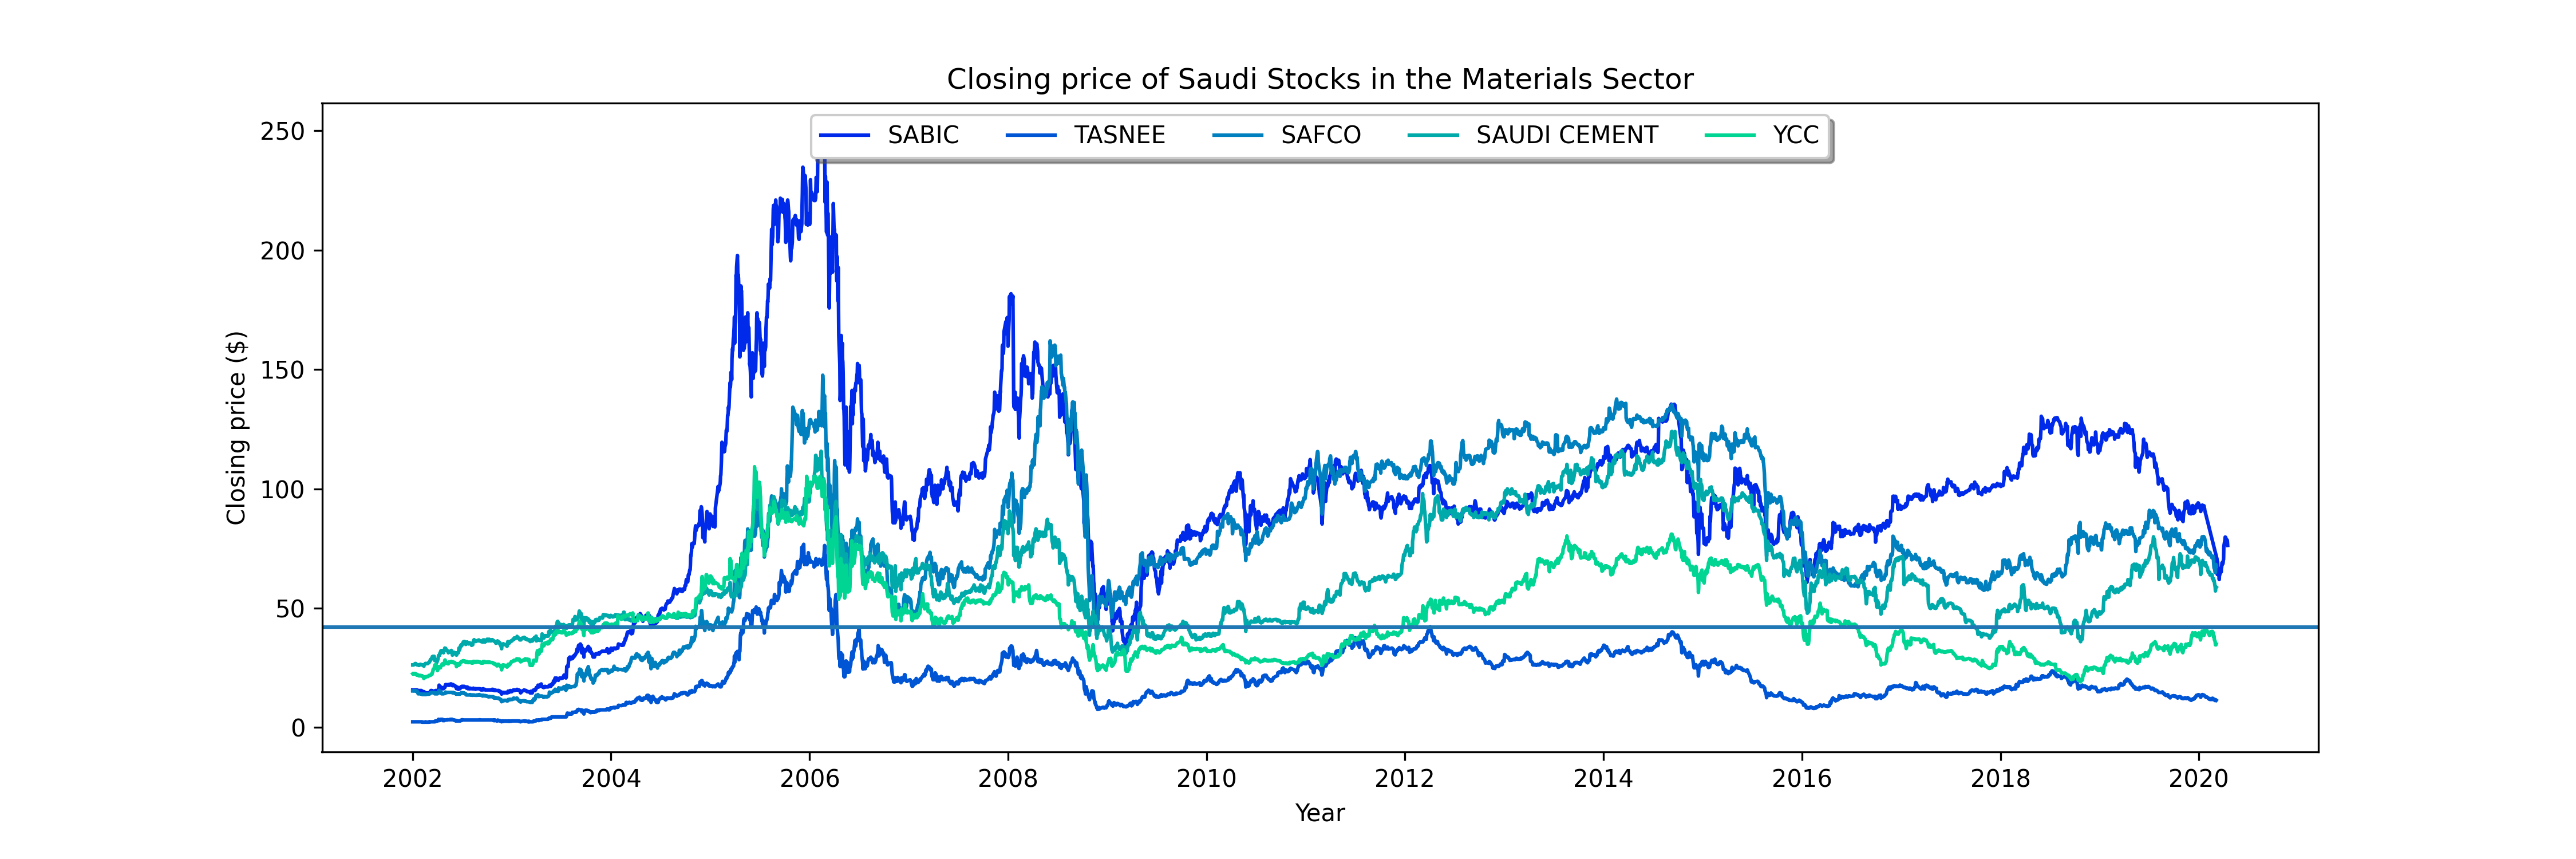 Closing price of Saudi Stocks in the Materials Sector
SABIC TASNEE SAFCO SAUDI CEMENT YCC
Closing price ($)
250
200
150
100
50
0
2002 2004 2006 2008 2010 2012 2014 2016 2018 2020
Year